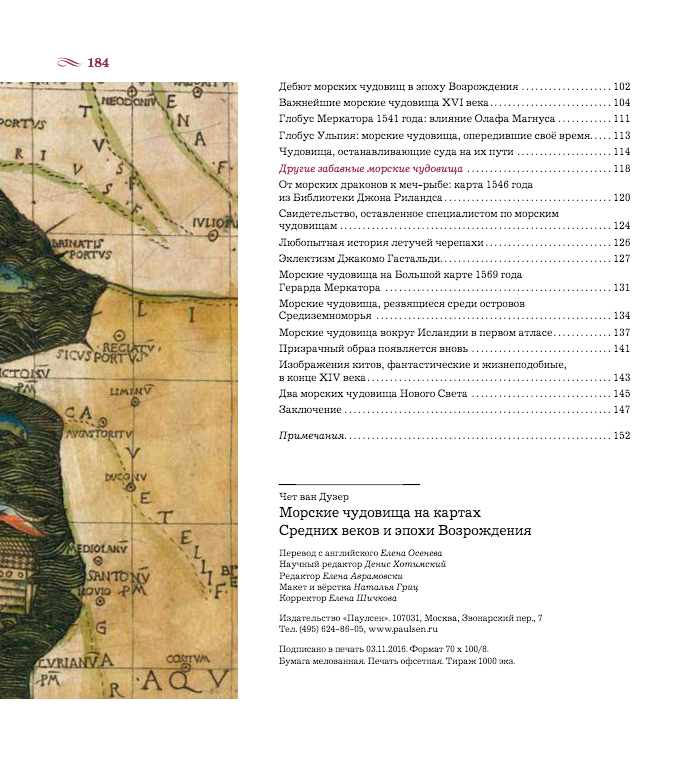 184
Дебют морских чудовищ в эпоху Возрождения ........................ 102
Важнейшие морские чудовища XVI века ........................ 104
Глобус Меркатора 1541 года: влияние Олафа Магнуса ............ 111
Глобус Ульпия: морские чудовища, опередившие своё время.... 113
Чудовища, останавливающие суда на их пути .................... 114
Другие забавные морские чудовища ............................ 118
От морских драконов к меч-рыбе: карта 1546 года
из Библиотеки Джона Риландса ................................ 120
Свидетельство, оставленное специалистом по морским
чудовищам .................................................... 124
Любопытная история летучей черепахи ........................ 126
Эклектизм Джакомо Гастальди................................. 127
Морские чудовища на Большой карте 1569 года
Герарда Меркатора ........................................... 131
Морские чудовища, резвящиеся среди островов
Средиземноморья ............................................. 134
Морские чудовища вокруг Исландии в первом атласе............ 137
Призрачный образ появляется вновь .......................... 141
Изображения китов, фантастические и жизнеподобные,
в конце XIV века............................................. 143
Два морских чудовища Нового Света .......................... 145
Заключение .................................................. 147
Примечания................................................... 152
Чет ван Дузер
Морские чудовища на картах
Средних веков и эпохи Возрождения
Перевод с английского Елена Осенева
Научный редактор Денис Хотимский
Редактор Елена Аврамовски
Макет и вёрстка Наталья Гриц
Корректор Елена Шичкова
Издательство «Паулсен». 107031, Москва, Звонарский пер., 7
Тел. (495) 624-86-05, www.paulsen.ru
Подписано в печать 03.11.2016. Формат 70 x 100/8.
Бумага мелованная. Печать офсетная. Тираж 1000 экз.
NEODONIV
PORTVS
BRINATIS
PORTVS
RECIATV
SICVS PORTVS
LIMINV
AVGVSTORITV
DVCONV
MEDIOLANV
SANTONV
PM
CVRIANV
PM
COSIVM
AQV